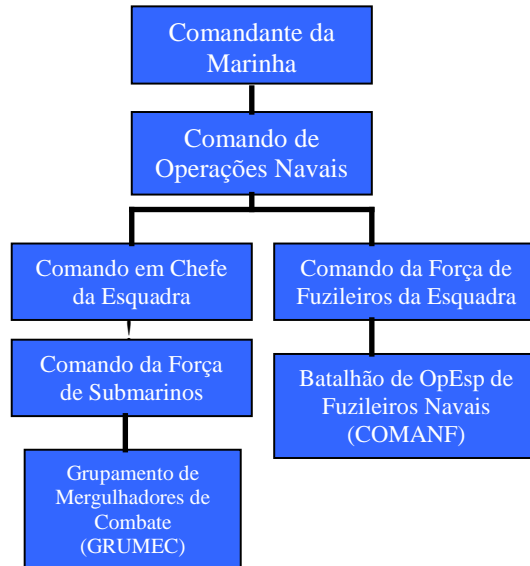 Comandante da
Marinha
Comando de
Operações Navais
Comando em Chefe
da Esquadra
Comando da Força de
Fuzileiros da Esquadra
Comando da Força
de Submarinos
Batalhão de OpEsp de
Fuzileiros Navais
(COMANF)
Grupamento de
Mergulhadores de
Combate
(GRUMEC)